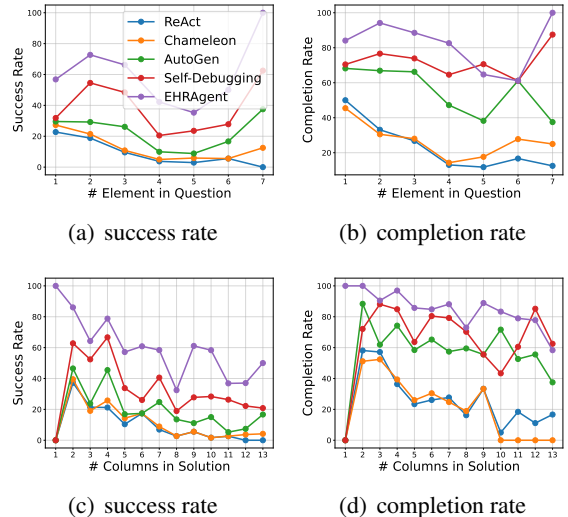 Success Rate
100
80
60
40
20
0
1 2 3 4 5 6 7
# Element in Question
ReAct
Chameleon
AutoGen
Self-Debugging
EHRAgent
(a) success rate
Completion Rate
100
80
60
40
20
1 2 3 4 5 6 7
# Element in Question
(b) completion rate
Success Rate
100
80
60
40
20
0
1 2 3 4 5 6 7 8 9 10 11 12 13
# Columns in Solution
(c) success rate
Completion Rate
100
80
60
40
20
0
1 2 3 4 5 6 7 8 9 10 11 12 13
# Columns in Solution
(d) completion rate